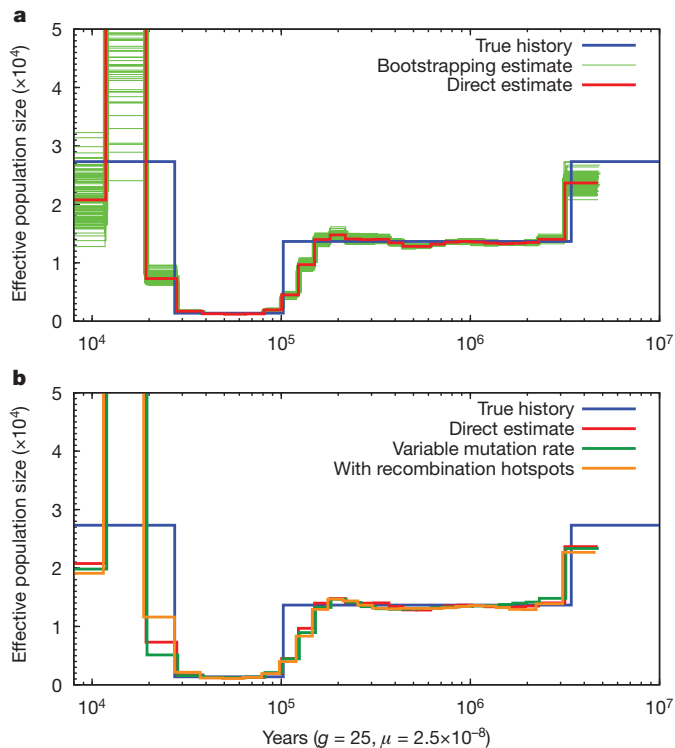 a
Effective population size (×10⁴)
5
4
3
2
1
0
True history
Bootstrapping estimate
Direct estimate
10⁴
10⁵
10⁶
10⁷
b
Effective population size (×10⁴)
5
4
3
2
1
0
True history
Direct estimate
Variable mutation rate
With recombination hotspots
10⁴
10⁵
10⁶
10⁷
Years (g = 25, μ = 2.5×10⁻⁸)